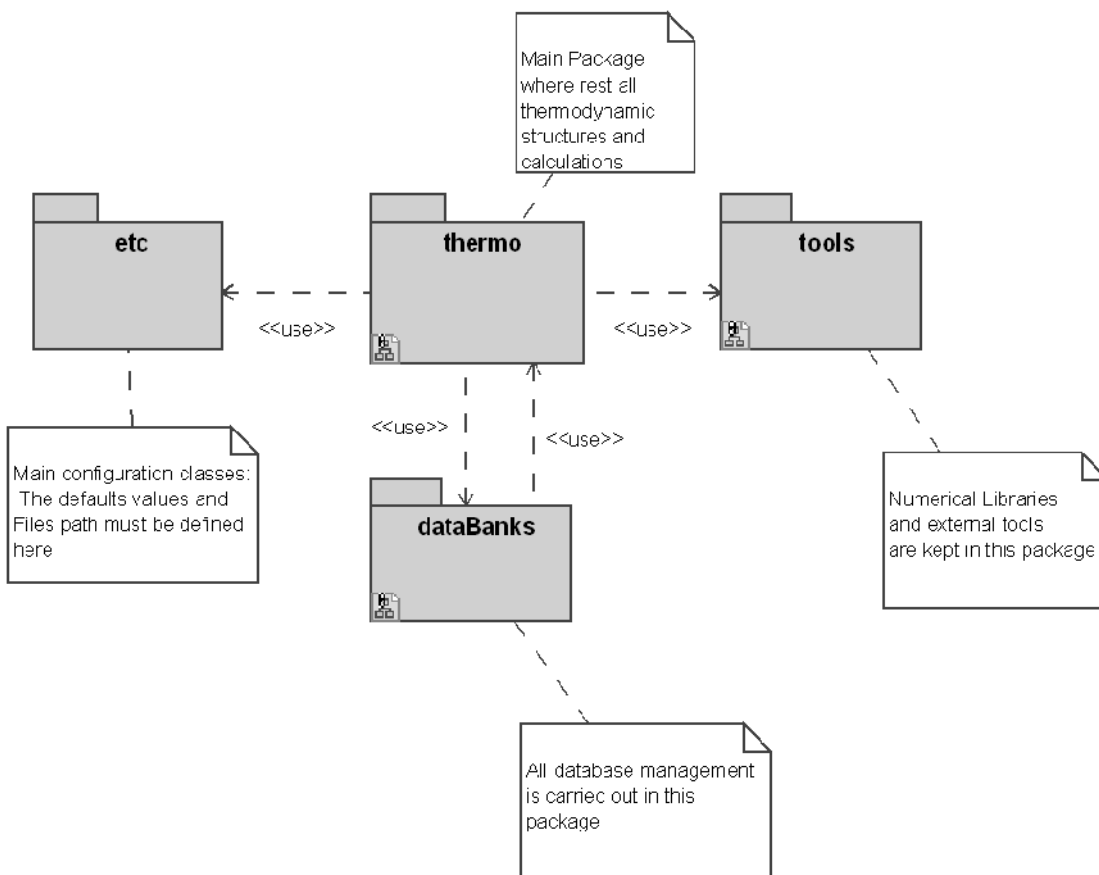 Main Package
where rest all
thermodynamic
structures and
calculations
etc
thermo
tools
<<use>>
<<use>>
<<use>>
<<use>>
Main configuration classes:
The defaults values and
Files path must be defined
here
dataBanks
Numerical Libraries
and external tools
are kept in this package
All database management
is carried out in this
package